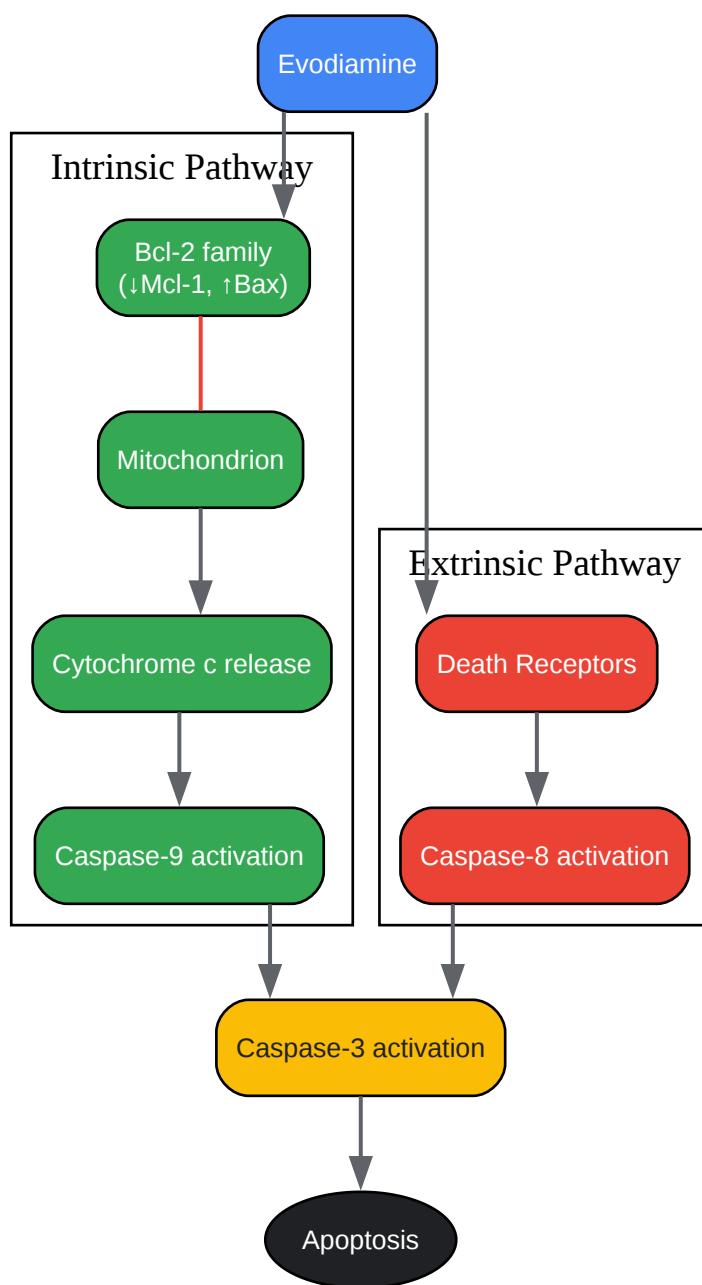 Evodiamine
Intrinsic Pathway
Bcl-2 family
(↓Mcl-1, ↑Bax)
Mitochondrion
Cytochrome c release
Caspase-9 activation
Extrinsic Pathway
Death Receptors
Caspase-8 activation
Caspase-3 activation
Apoptosis